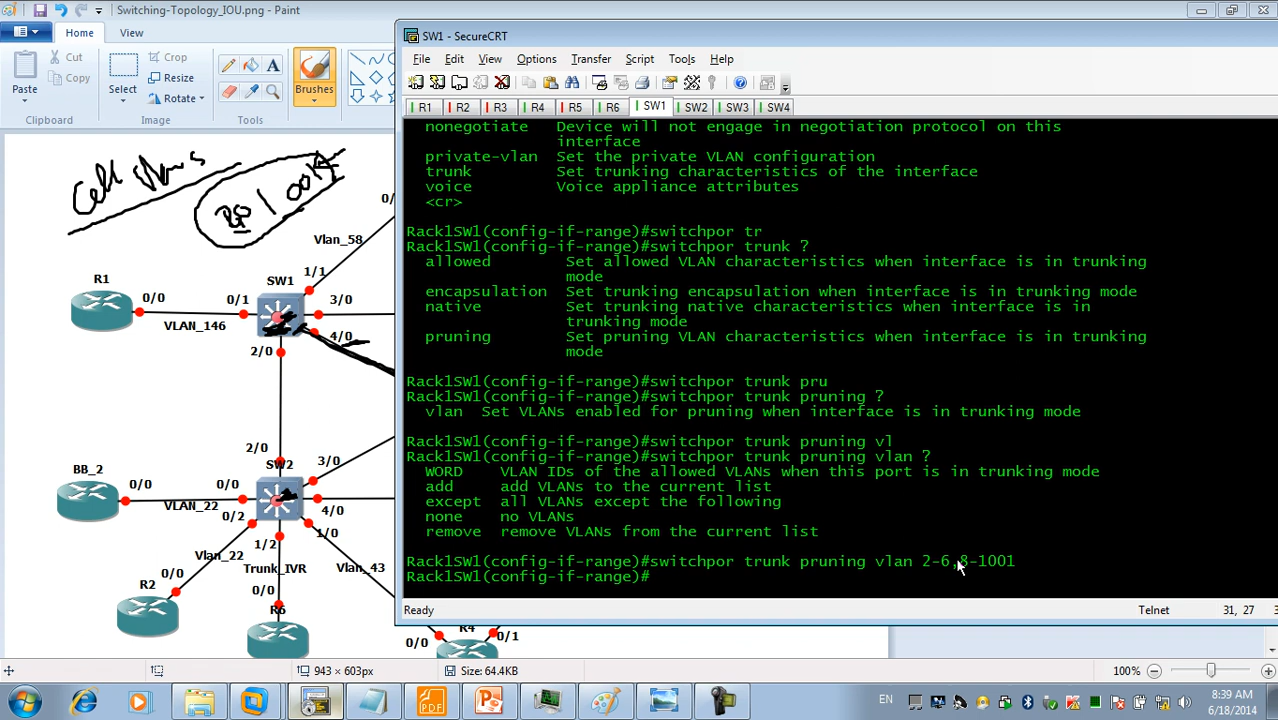 Switching-Topology_IOU.png - Paint
Home
View
Cut
Copy
Paste
Clipboard
Select
Crop
Resize
Rotate
Image
Tools
Brushes
SW1 - SecureCRT
File Edit View Options Transfer Script Tools Help
R1 R2 R3 R4 R5 R6 SW1 SW2 SW3 SW4
nonegotiate Device will not engage in negotiation protocol on this
interface
private-vlan Set the private VLAN configuration
trunk Set trunking characteristics of the interface
voice Voice appliance attributes
<cr>
Rack1SW1(config-if-range)#switchpor tr
Rack1SW1(config-if-range)#switchpor trunk ?
allowed Set allowed VLAN characteristics when interface is in trunking
mode
encapsulation Set trunking encapsulation when interface is in trunking mode
native Set trunking native characteristics when interface is in
trunking mode
pruning Set pruning VLAN characteristics when interface is in trunking
mode
Rack1SW1(config-if-range)#switchpor trunk pru
Rack1SW1(config-if-range)#switchpor trunk pruning ?
vlan Set VLANs enabled for pruning when interface is in trunking mode
Rack1SW1(config-if-range)#switchpor trunk pruning vl
Rack1SW1(config-if-range)#switchpor trunk pruning vlan ?
WORD VLAN IDs of the allowed VLANs when this port is in trunking mode
add add VLANs to the current list
except all VLANs except the following
none no VLANs
remove remove VLANs from the current list
Rack1SW1(config-if-range)#switchpor trunk pruning vlan 2-6,8-1001
Rack1SW1(config-if-range)#
Ready
Telnet
31, 27
Vlan_58
R1
SW1
1/1
0/0
0/1
3/0
VLAN_146
4/0
2/0
2/0
SW2
3/0
BB_2
0/0
0/0
4/0
VLAN_22
0/2
1/0
Vlan_22
1/2
Trunk_IVR
Vlan_43
0/0
R2
0/0
R6
R4
0/0
0/1
943 × 603px
Size: 64.4KB
100%
EN
8:39 AM
6/18/2014